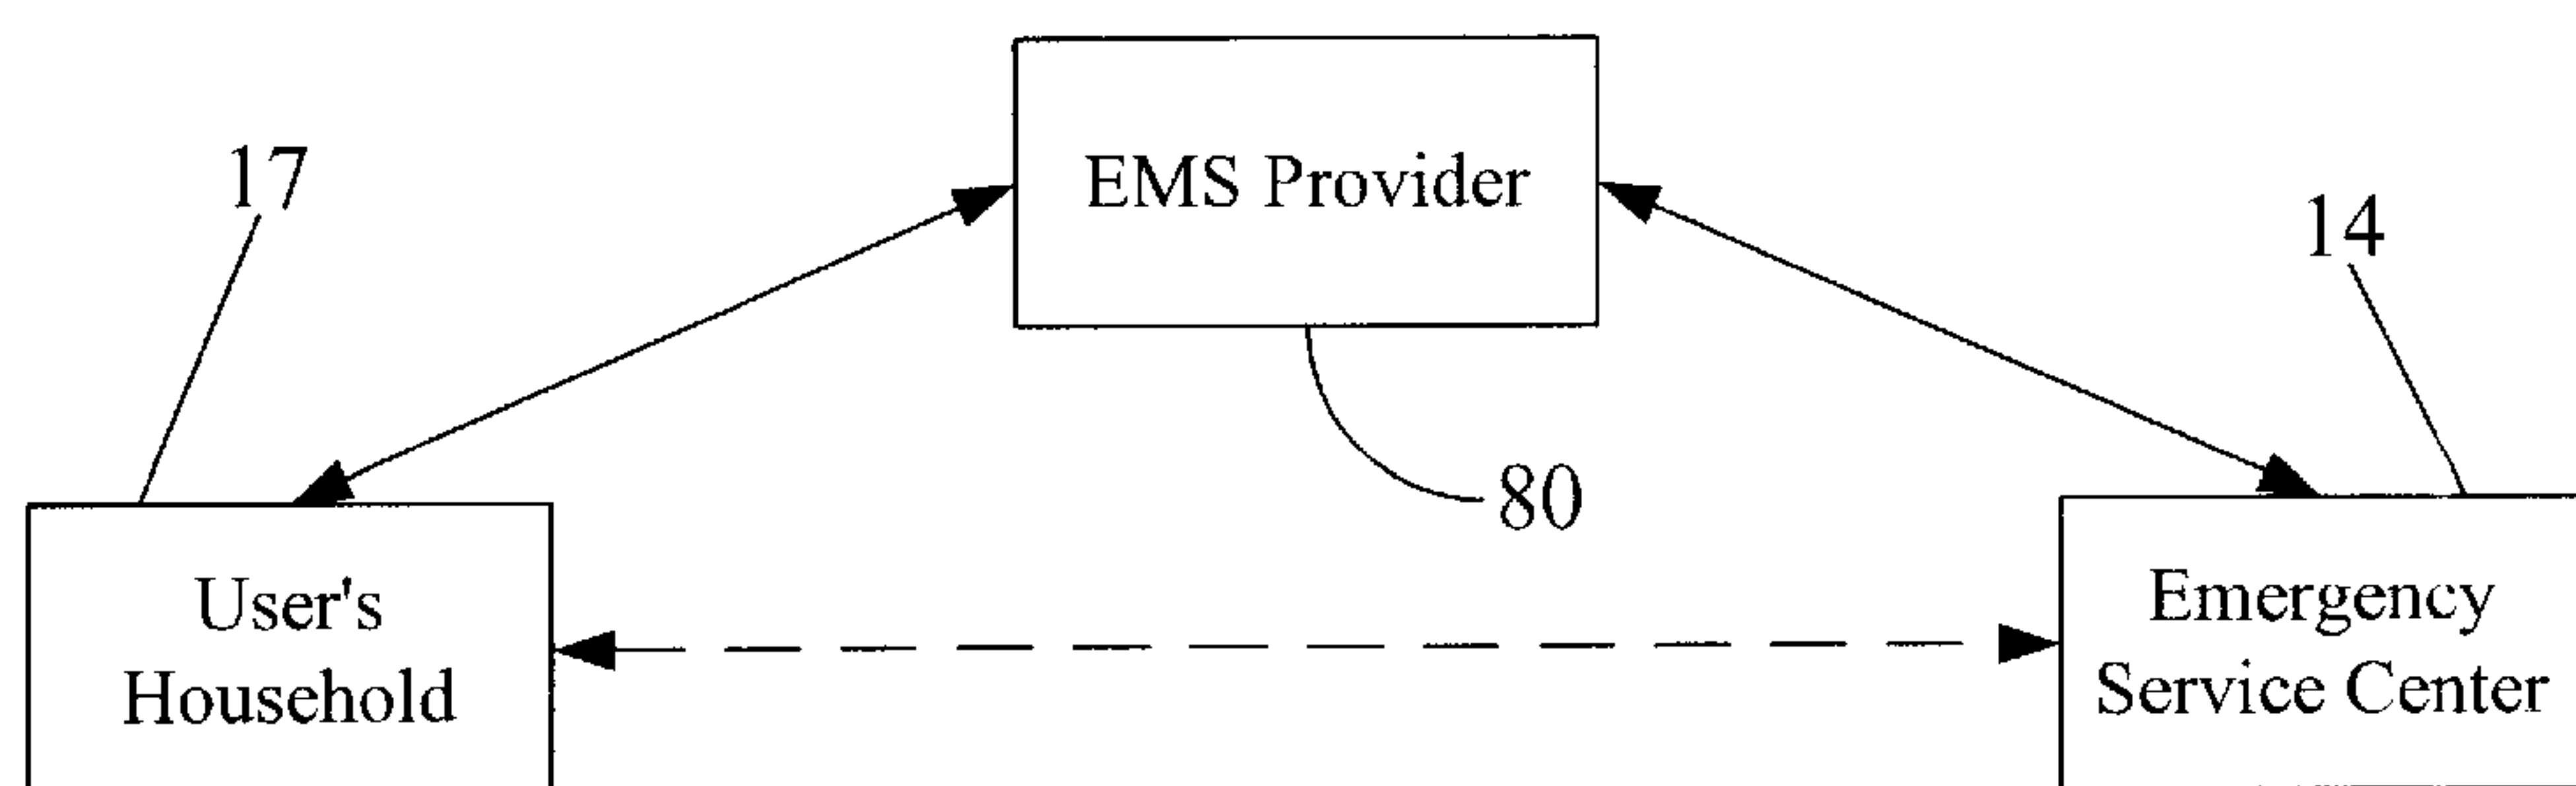 EMS Provider
17
14
80
User's
Household
Emergency
Service Center